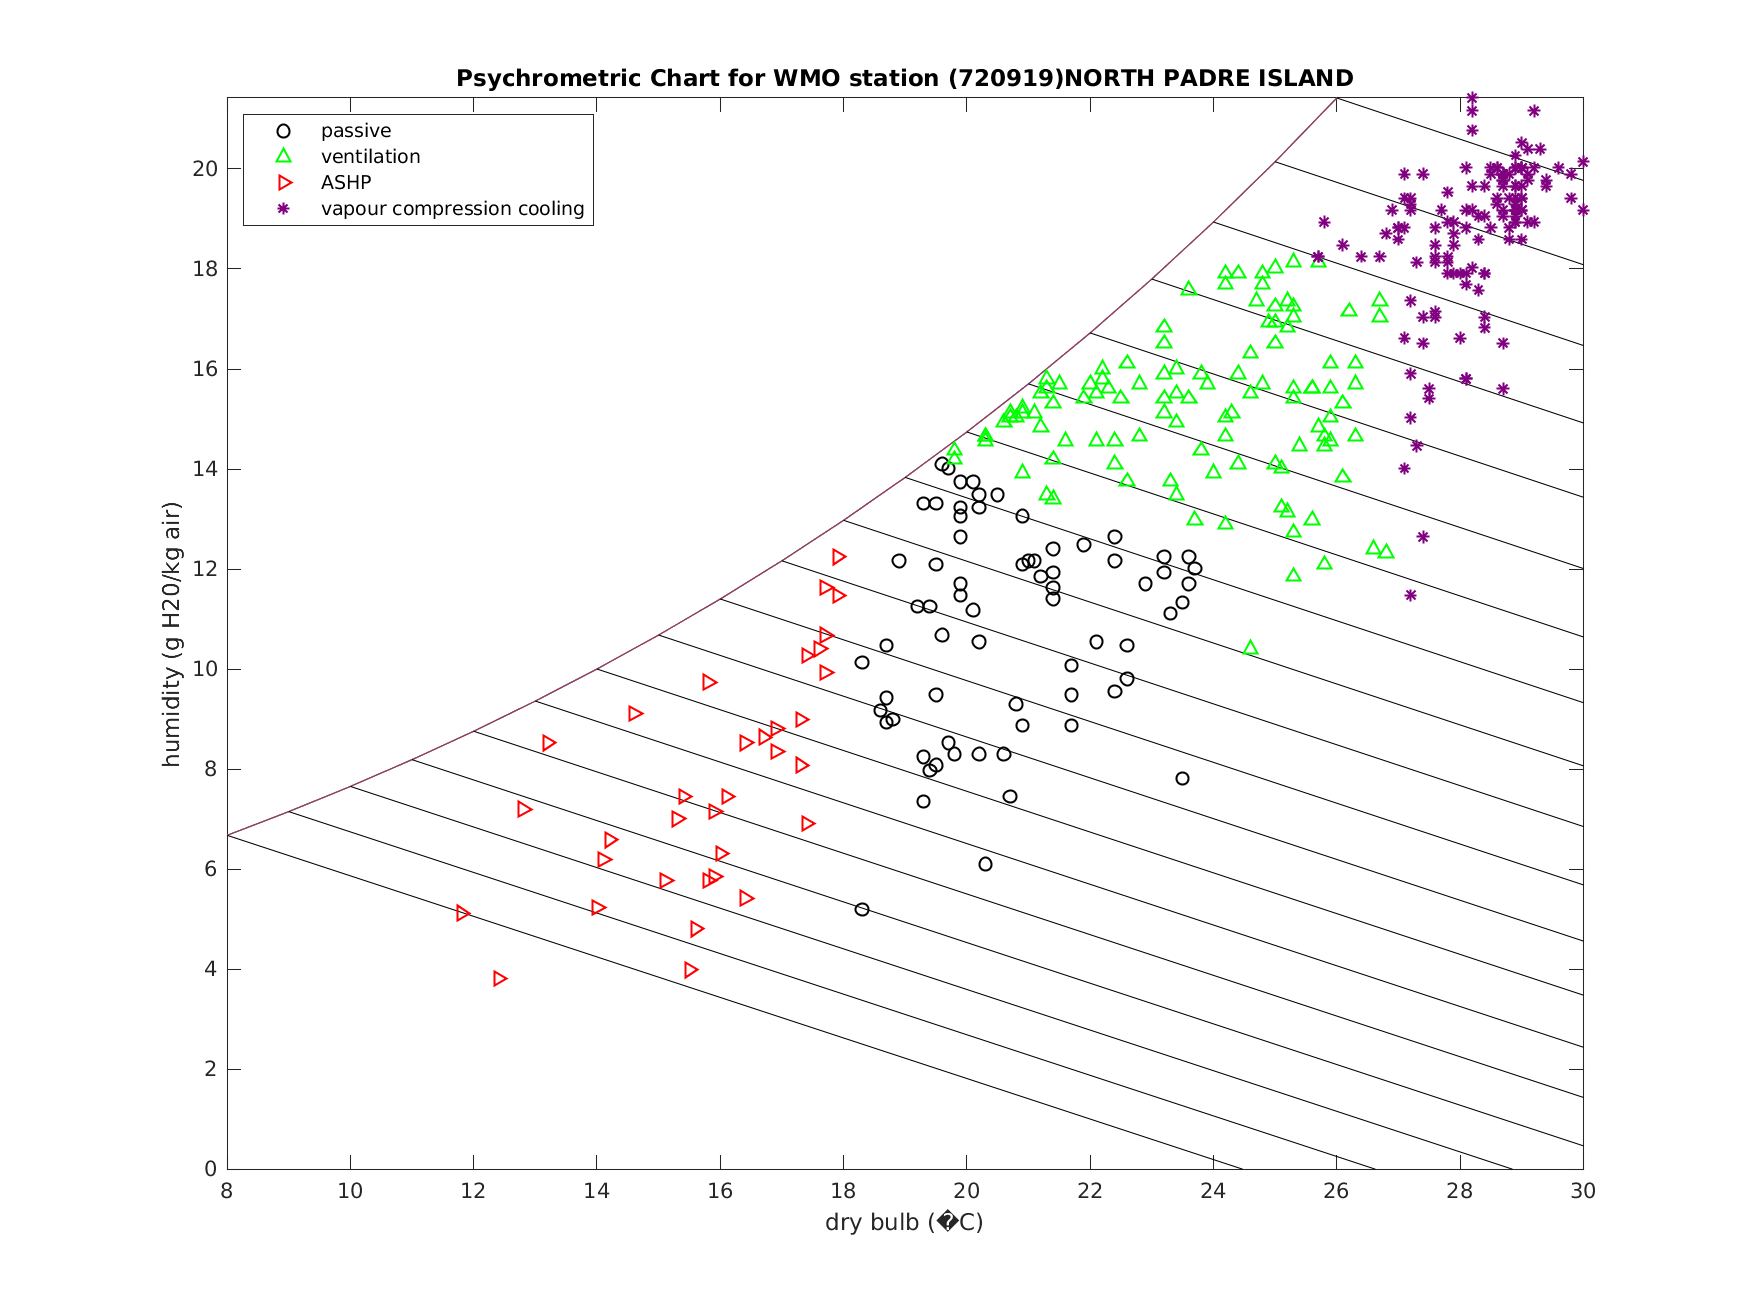 Psychrometric Chart for WMO station (720919)NORTH PADRE ISLAND
passive
ventilation
ASHP
vapour compression cooling
humidity (g H20/kg air)
20
18
16
14
12
10
8
6
4
2
0
8 10 12 14 16 18 20 22 24 26 28 30
dry bulb (�C)